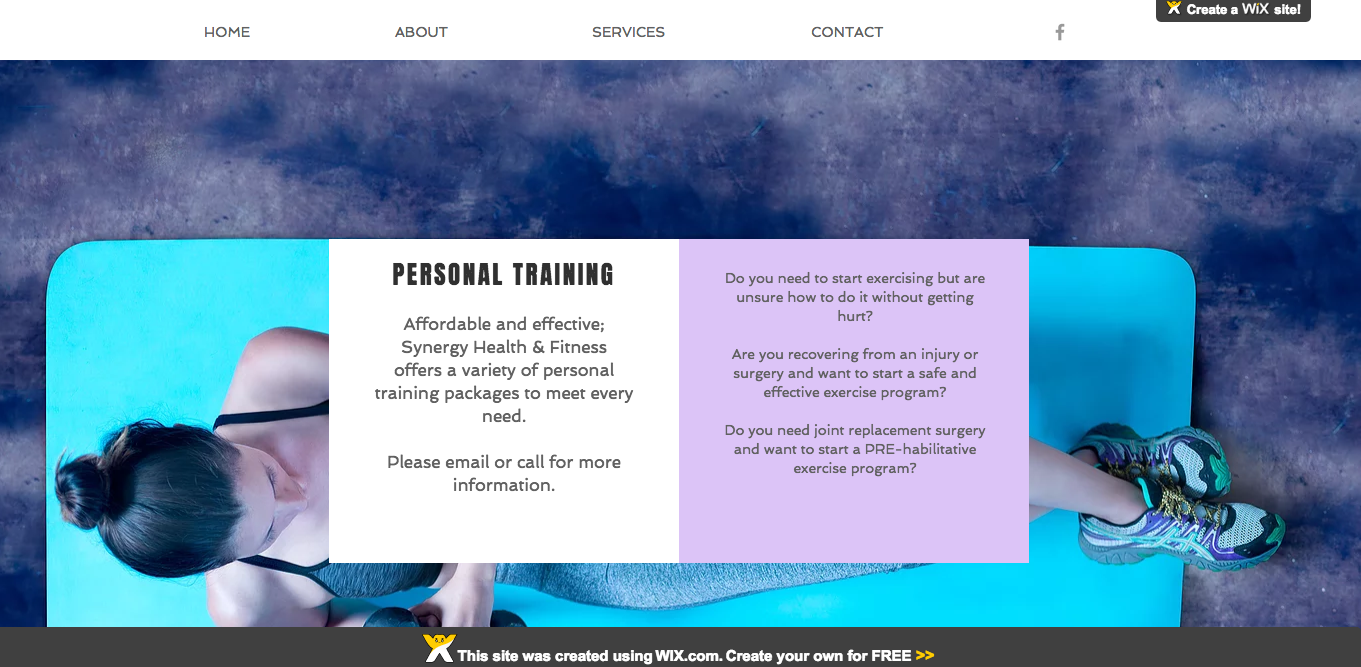 HOME ABOUT SERVICES CONTACT
Create a WiX site!
PERSONAL TRAINING
Affordable and effective;
Synergy Health & Fitness
offers a variety of personal
training packages to meet every
need.
Please email or call for more
information.
Do you need to start exercising but are
unsure how to do it without getting
hurt?
Are you recovering from an injury or
surgery and want to start a safe and
effective exercise program?
Do you need joint replacement surgery
and want to start a PRE-habilitative
exercise program?
This site was created using WIX.com. Create your own for FREE >>